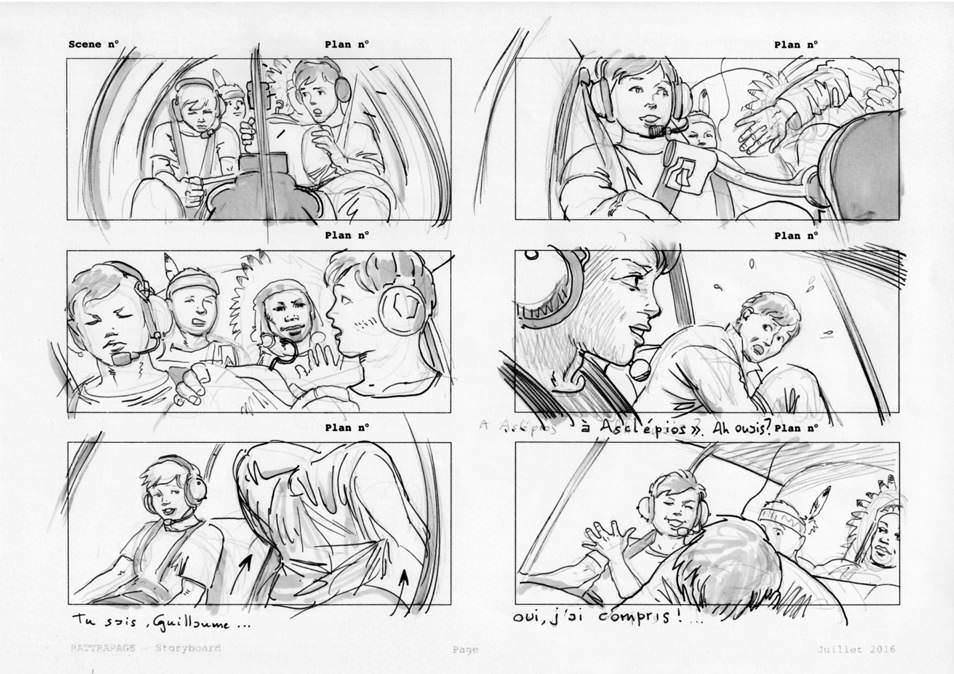 Scene n° Plan n° Plan n°
Plan n° Plan n°
à Asclépios ». Ah ouais?
Plan n° Plan n°
Tu sais, Guillaume ...
oui, j'ai compris ! ...
RATTRAPAGE - Storyboard Page Juillet 2016